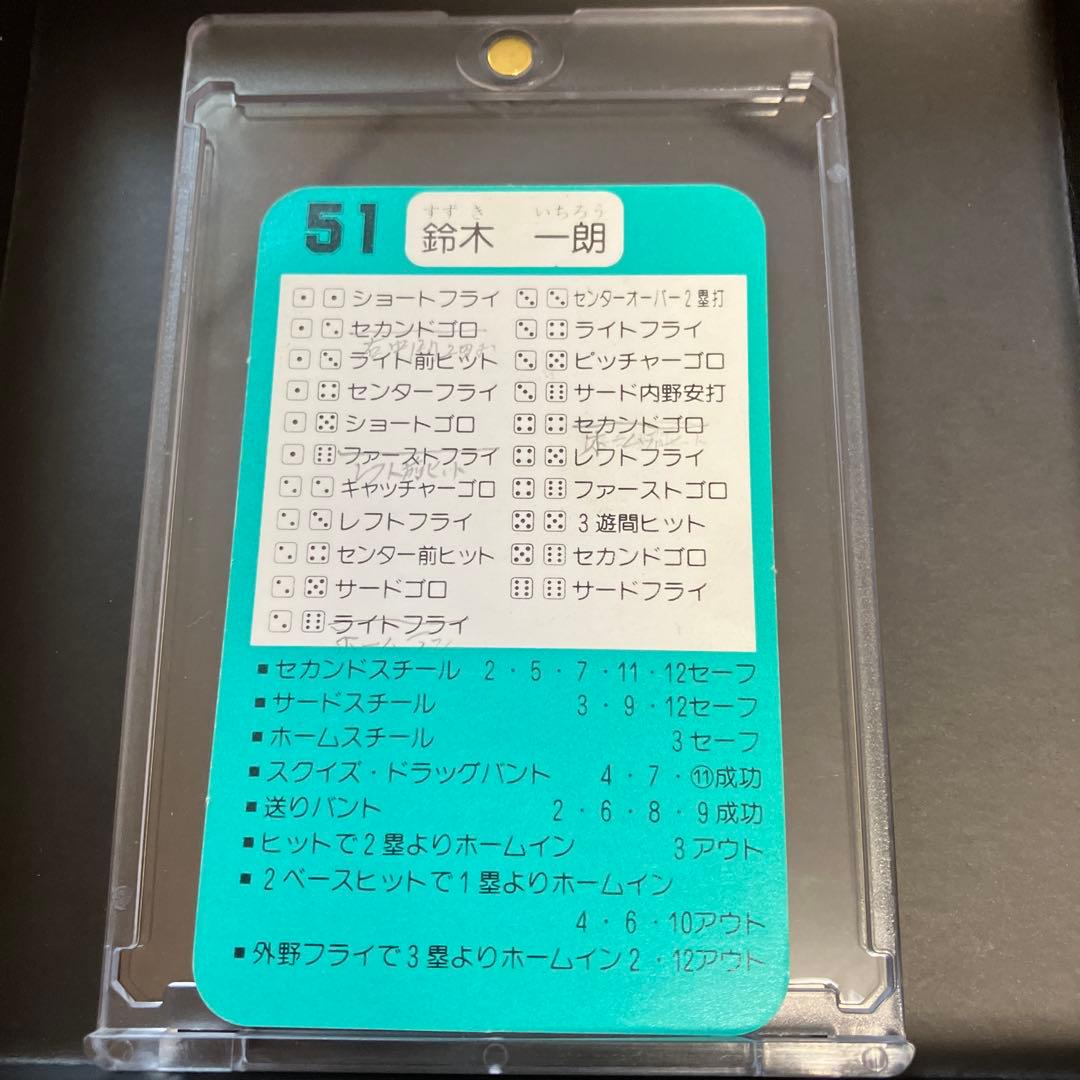 51 すずき いちろう
鈴木 一朗
ショートフライ
セカンドゴロ
ライト前ヒット
センターフライ
ショートゴロ
ファーストフライ
レフト前ヒット
キャッチャーゴロ
レフトフライ
センター前ヒット
サードゴロ
ライトフライ
センターオーバー2塁打
ライトフライ
ピッチャーゴロ
サード内野安打
セカンドゴロ
レフトフライ
ファーストゴロ
3遊間ヒット
セカンドゴロ
サードフライ
■セカンドスチール 2・5・7・11・12セーフ
■サードスチール 3・9・12セーフ
■ホームスチール 3セーフ
■スクイズ・ドラッグバント 4・7・⑪成功
■送りバント 2・6・8・9成功
■ヒットで2塁よりホームイン 3アウト
■2ベースヒットで1塁よりホームイン
4・6・10アウト
■外野フライで3塁よりホームイン2・12アウト